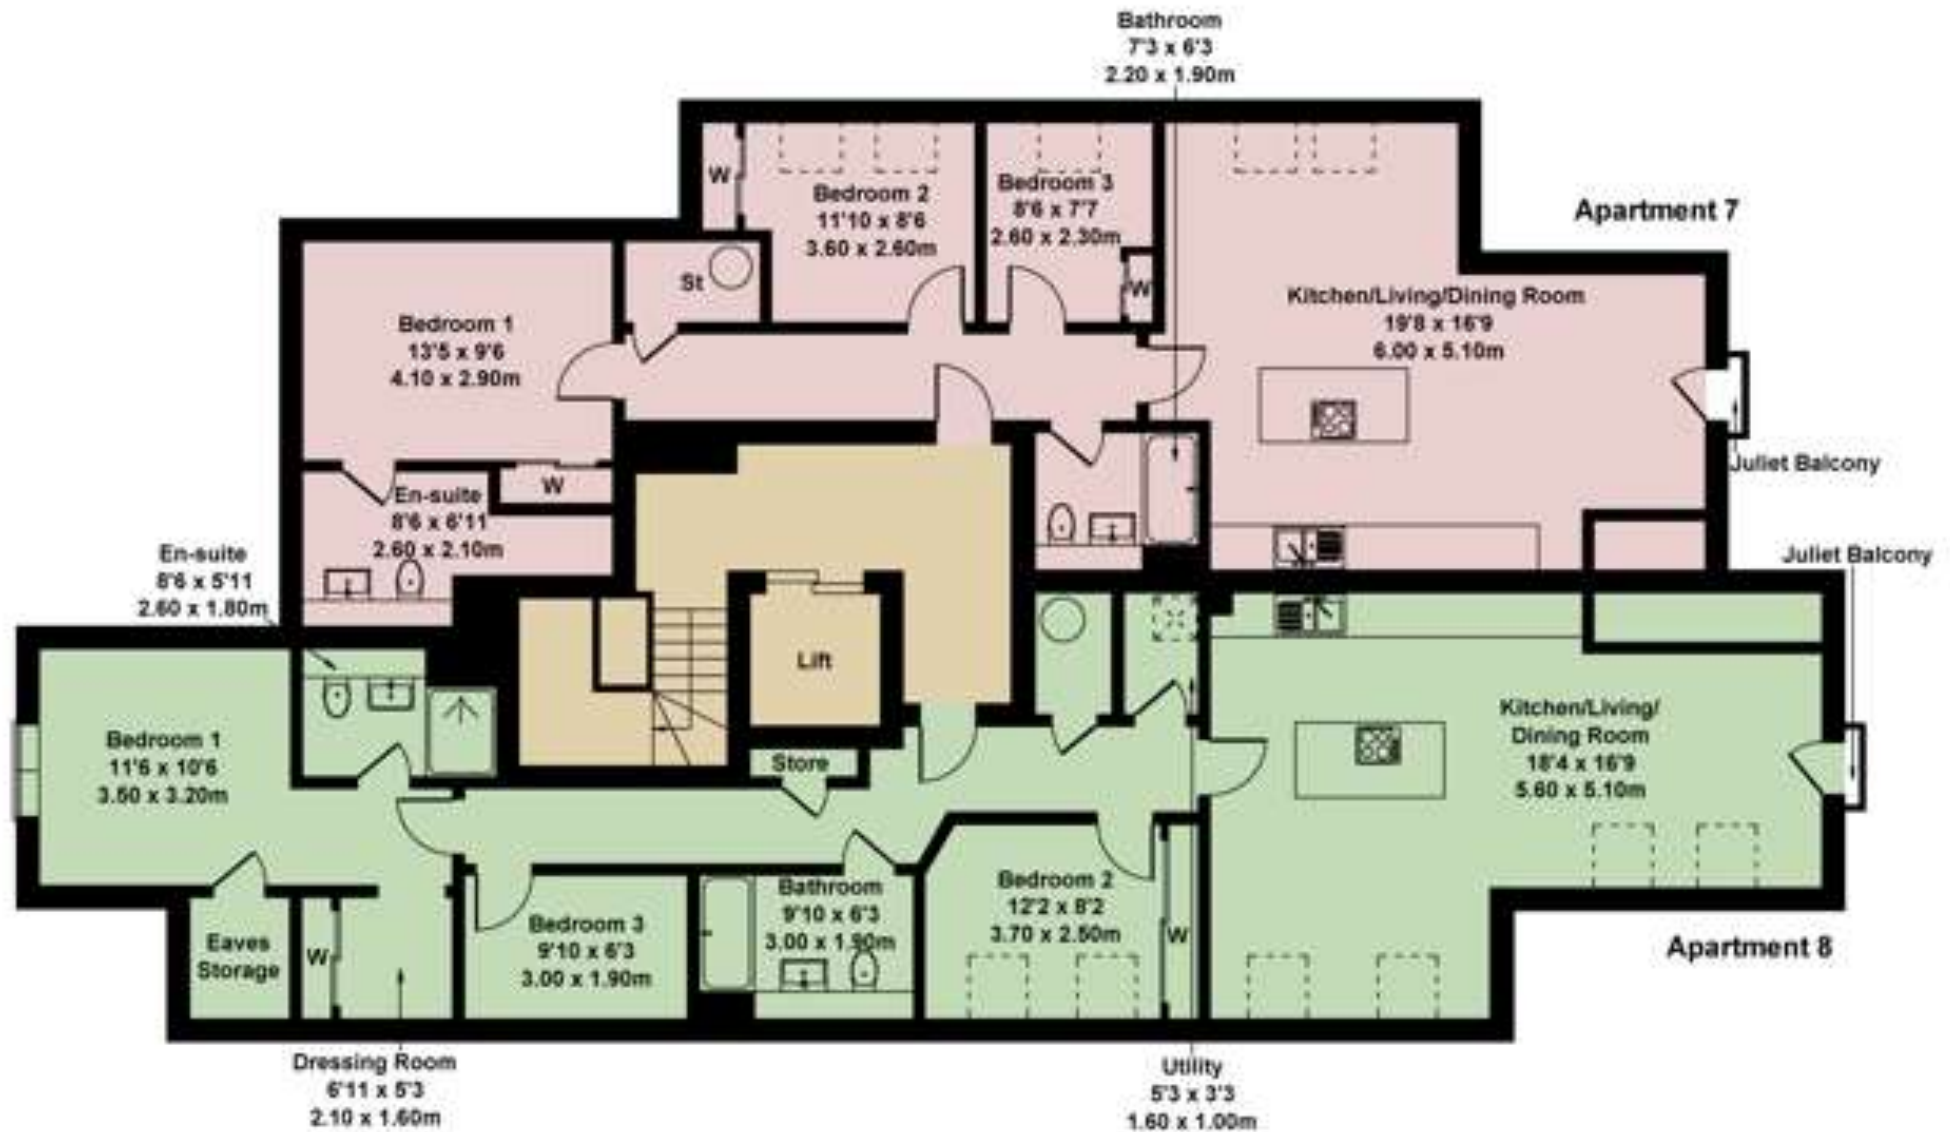 Bathroom
7'3 x 6'3
2.20 x 1.90m
W
Bedroom 2
11'10 x 8'6
3.60 x 2.60m
Bedroom 3
8'6 x 7'7
2.60 x 2.30m
W
Apartment 7
St
Kitchen/Living/Dining Room
19'8 x 16'9
6.00 x 5.10m
Bedroom 1
13'5 x 9'6
4.10 x 2.90m
Juliet Balcony
W
En-suite
8'6 x 6'11
2.60 x 2.10m
En-suite
8'6 x 5'11
2.60 x 1.80m
Juliet Balcony
Lift
Bedroom 1
11'6 x 10'6
3.50 x 3.20m
Store
Kitchen/Living/
Dining Room
18'4 x 16'9
5.60 x 5.10m
Eaves
Storage
W
Bedroom 3
9'10 x 6'3
3.00 x 1.90m
Bathroom
9'10 x 6'3
3.00 x 1.90m
Bedroom 2
12'2 x 8'2
3.70 x 2.50m
W
Apartment 8
Dressing Room
6'11 x 5'3
2.10 x 1.60m
Utility
5'3 x 3'3
1.60 x 1.00m